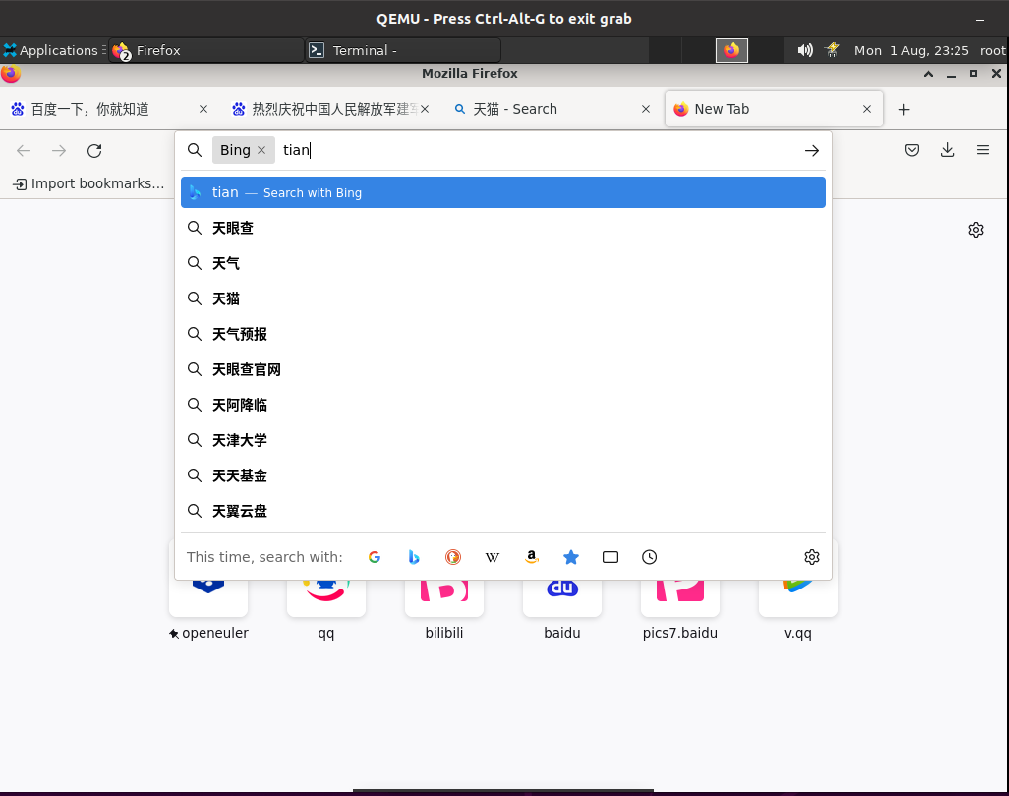 QEMU - Press Ctrl-Alt-G to exit grab
Applications 2 Firefox Terminal - Mon 1 Aug, 23:25 root
Mozilla Firefox
百度一下，你就知道 热烈庆祝中国人民解放军建军 天猫 - Search New Tab
Bing tian
Import bookmarks...
tian — Search with Bing
天眼查
天气
天猫
天气预报
天眼查官网
天阿降临
天津大学
天天基金
天翼云盘
This time, search with: G W a
du
openeuler qq bilibili baidu pics7.baidu v.qq